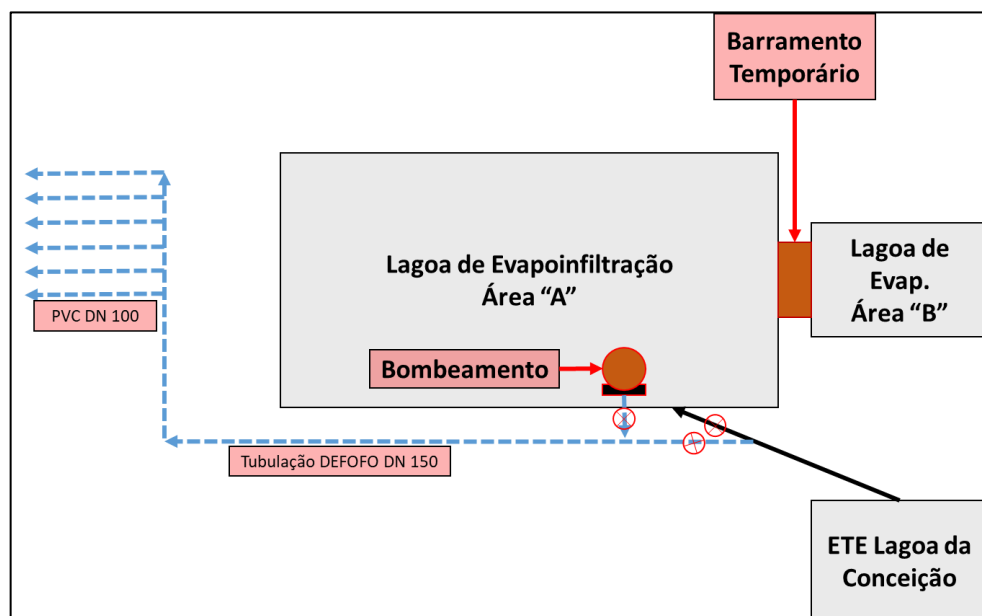 Barramento
Temporário
Lagoa de Evapoinfiltração
Área “A”
Lagoa de
Evap.
Área “B”
PVC DN 100
Bombeamento
Tubulação DEFOFO DN 150
ETE Lagoa da
Conceição